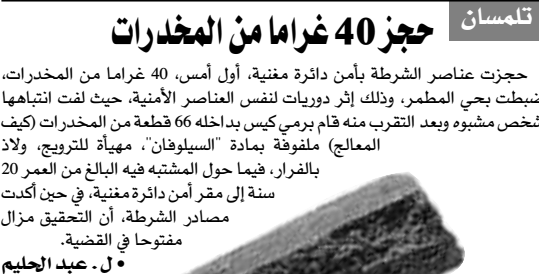 تلمسان
حجز 40 غراما من المخدرات
حجزت عناصر الشرطة بأمن دائرة مغنية، أول أمس، 40 غراما من المخدرات،
ضبطت بحي المطمر، وذلك إثر دوريات لنفس العناصر الأمنية، حيث لفت انتباهها
شخص مشبوه وبعد التقرب منه قام برمي كيس بداخله 66 قطعة من المخدرات (كيف
المعالج) ملفوفة بمادة "السيلوفان"، مهيأة للترويج، ولاذ
بالفرار، فيما حول المشتبه فيه البالغ من العمر 20
سنة إلى مقر أمن دائرة مغنية، في حين أكدت
مصادر الشرطة، أن التحقيق مزال
مفتوحا في القضية.
• ل. عبد الحليم